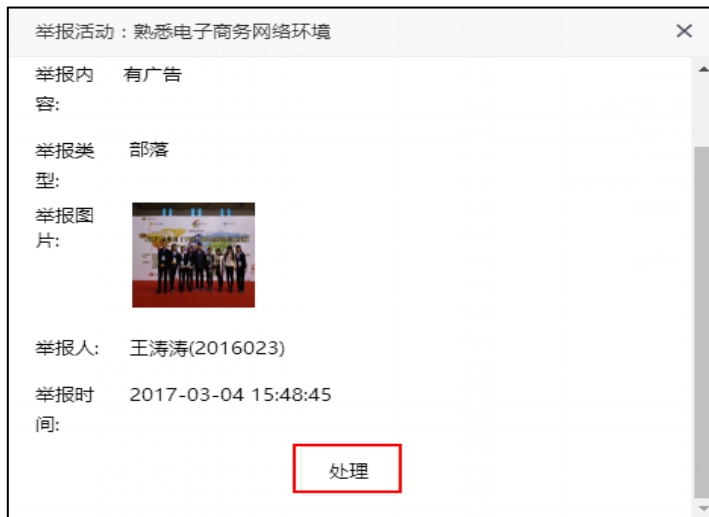 举报活动：熟悉电子商务网络环境
举报内 有广告
容:
举报类 部落
型:
举报图
片:
举报人: 王涛涛(2016023)
举报时 2017-03-04 15:48:45
间:
处理